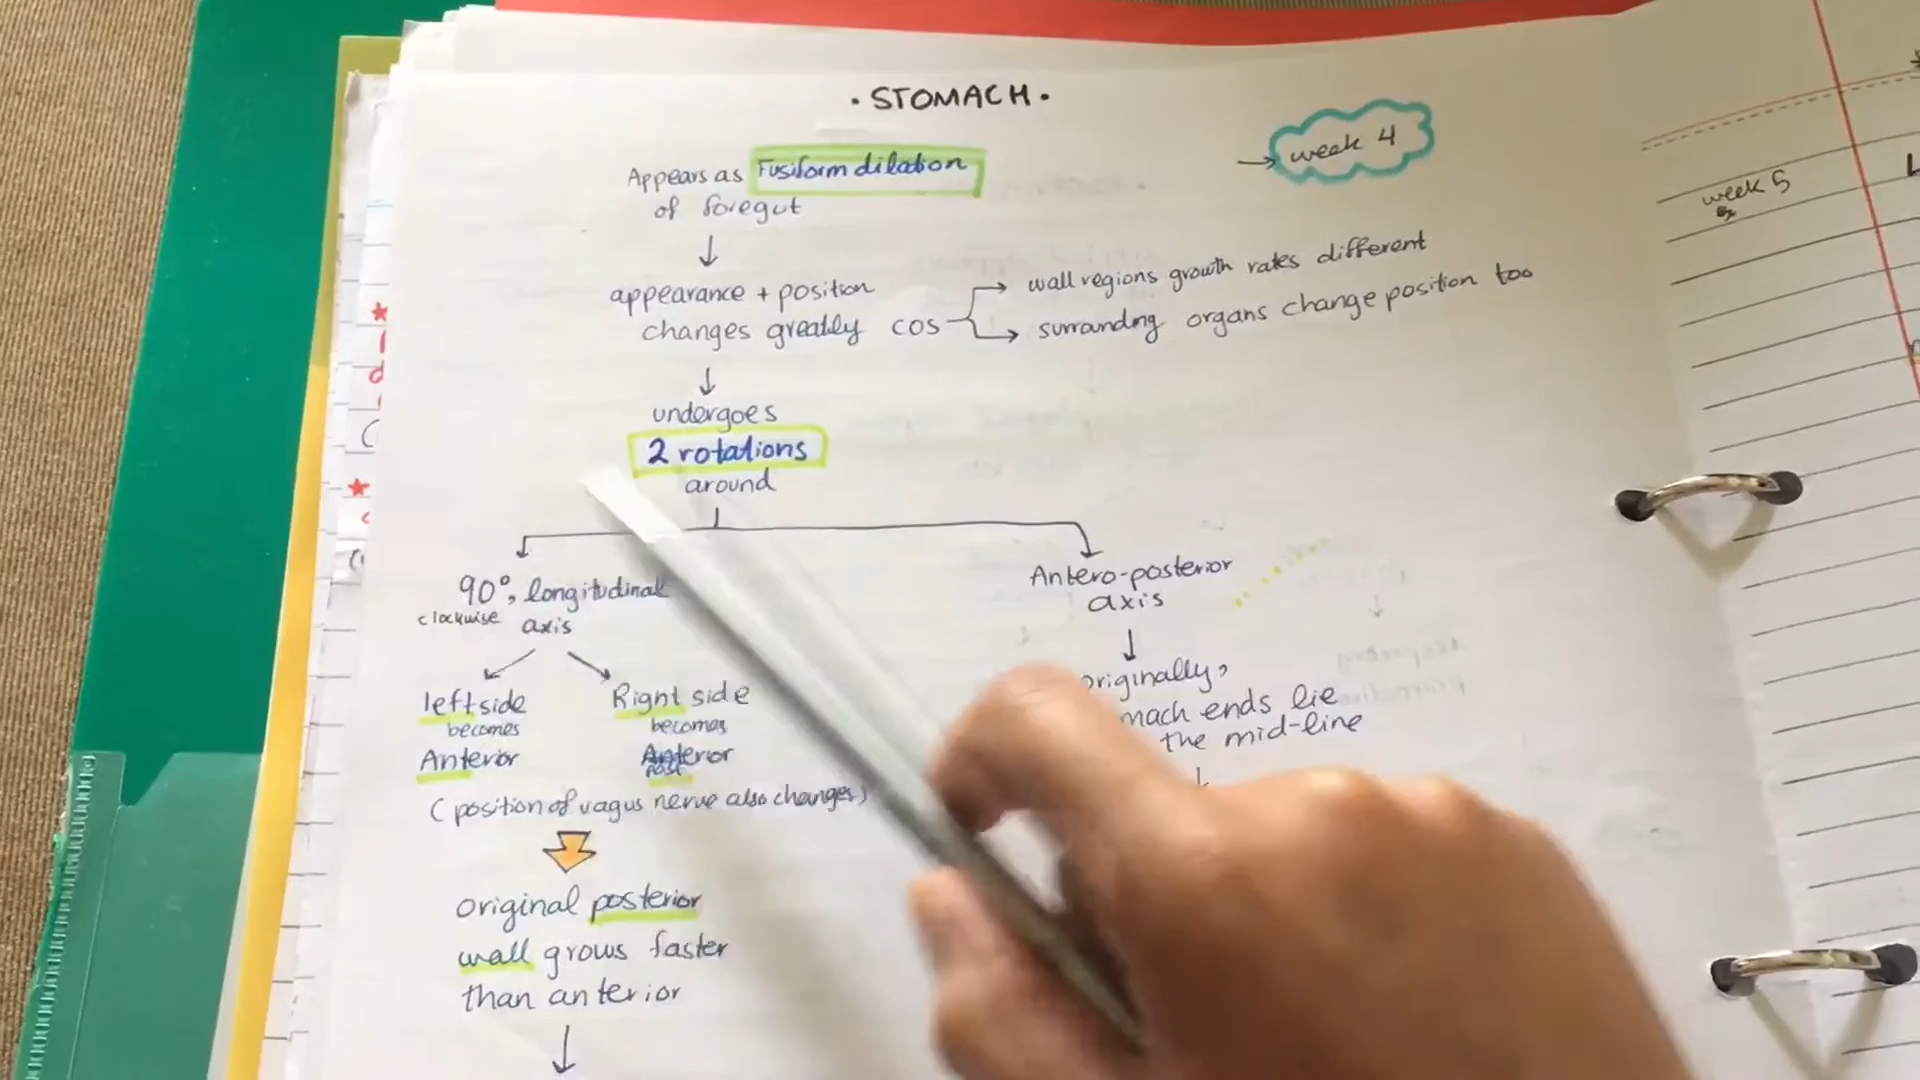 • STOMACH •
→ week 4
Appears as Fusiform dilation
of foregut
↓
appearance + position
changes greatly cos
→ wall regions growth rates different
→ surranding organs change position too
↓
undergoes
2 rotations
around
90°, longitudinal
clockwise axis
left side
becomes
Anterior
Right side
becomes
Anterior
post
(position of vagus nerve also changes)
original posterior
wall grows faster
than anterior
↓
Antero-posterior
axis
↓
originally,
mach ends lie
the mid-line
week 5